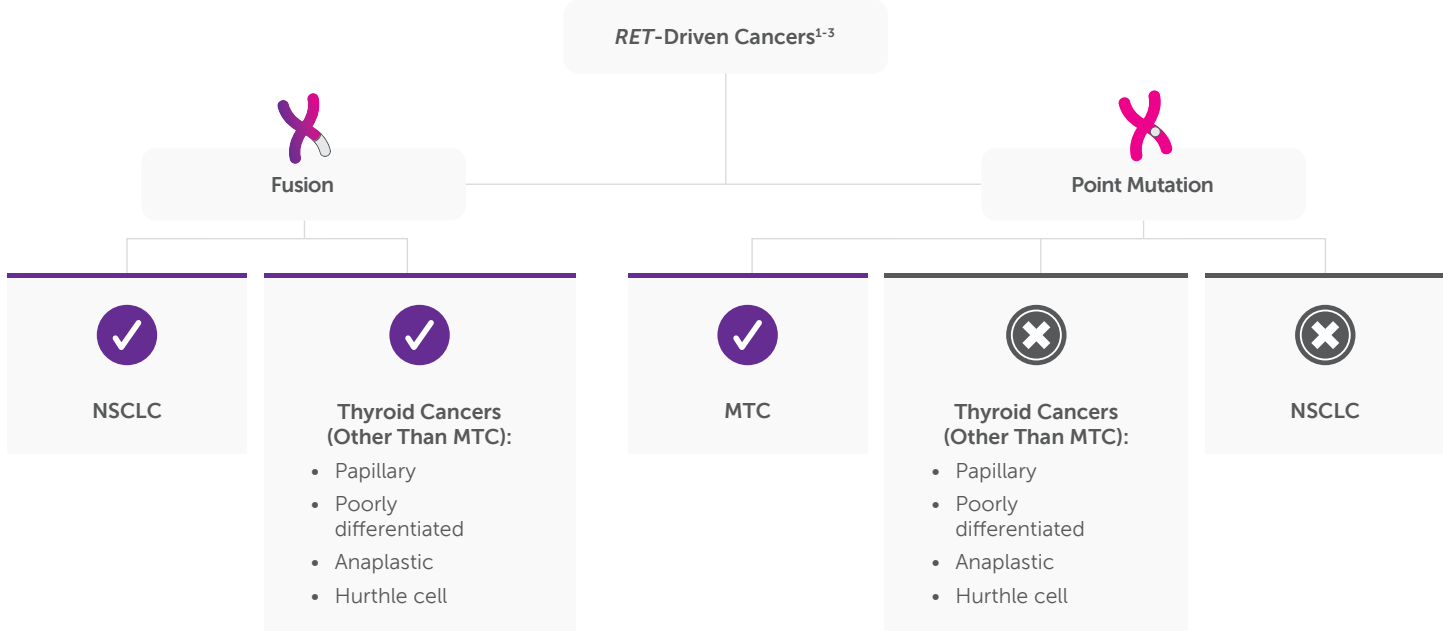 RET-Driven Cancers1-3
Fusion
Point Mutation
NSCLC
Thyroid Cancers
(Other Than MTC):
• Papillary
• Poorly
differentiated
• Anaplastic
• Hurthle cell
MTC
Thyroid Cancers
(Other Than MTC):
• Papillary
• Poorly
differentiated
• Anaplastic
• Hurthle cell
NSCLC